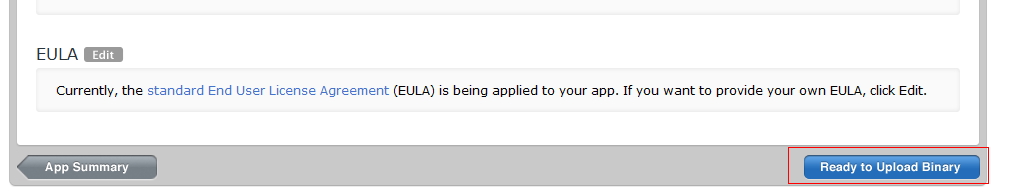 EULA Edit
Currently, the standard End User License Agreement (EULA) is being applied to your app. If you want to provide your own EULA, click Edit.
App Summary Ready to Upload Binary